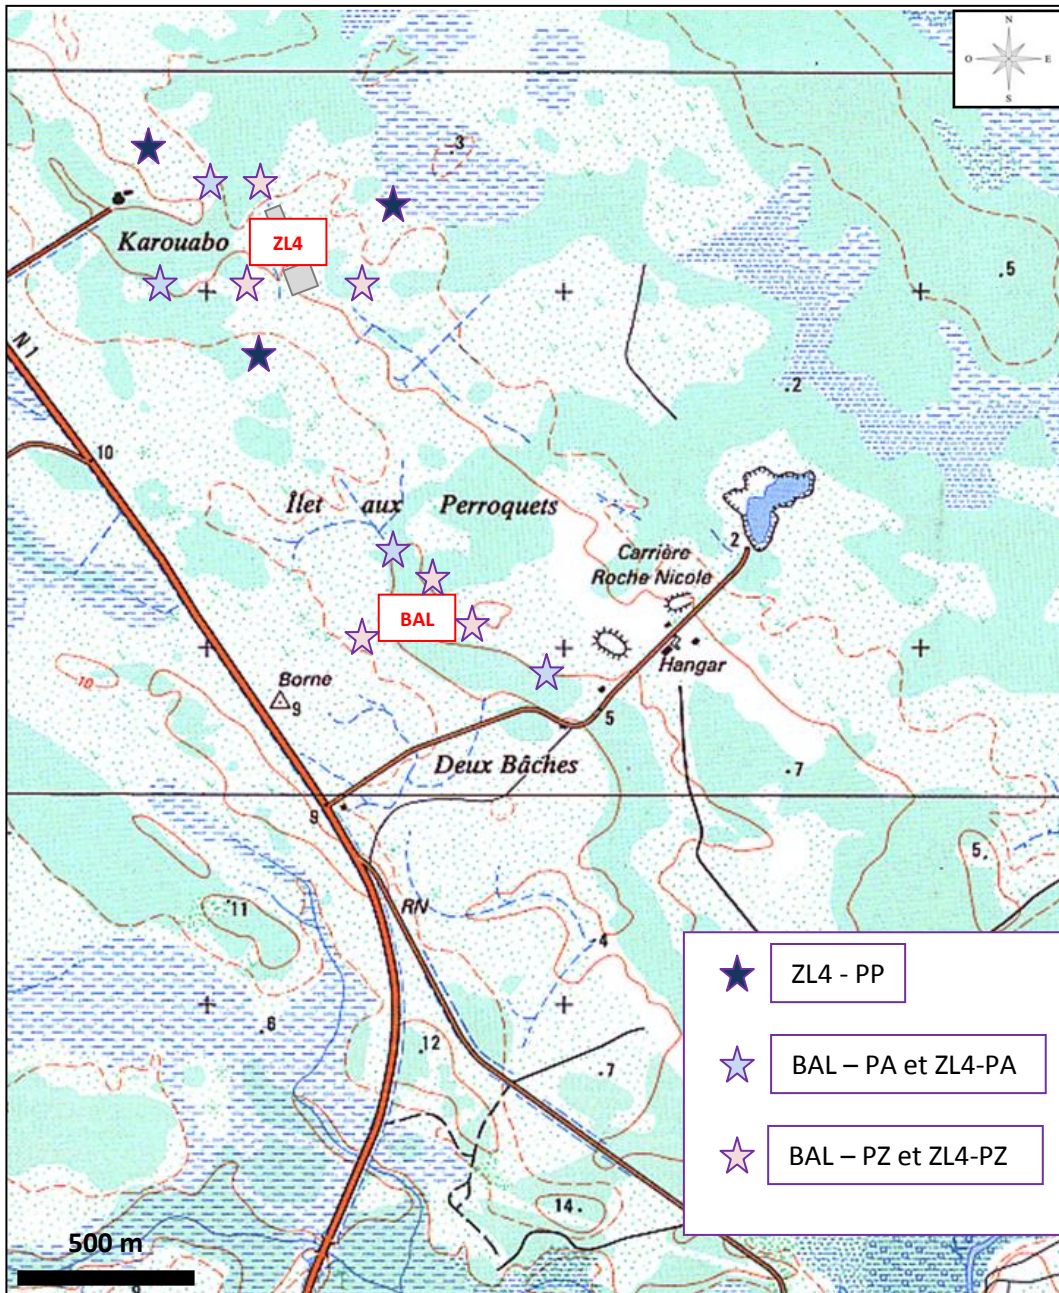 N
O E
S
3
ZL4
Karouabo
5
N1
2
10
Îlet aux Perroquets
2
Carrière
Roche Nicole
BAL
Hangar
10
Borne
9
5
Deux Bâches
7
9
5
RN
11
4
6
12
7
14
ZL4 - PP
BAL – PA et ZL4-PA
BAL – PZ et ZL4-PZ
500 m